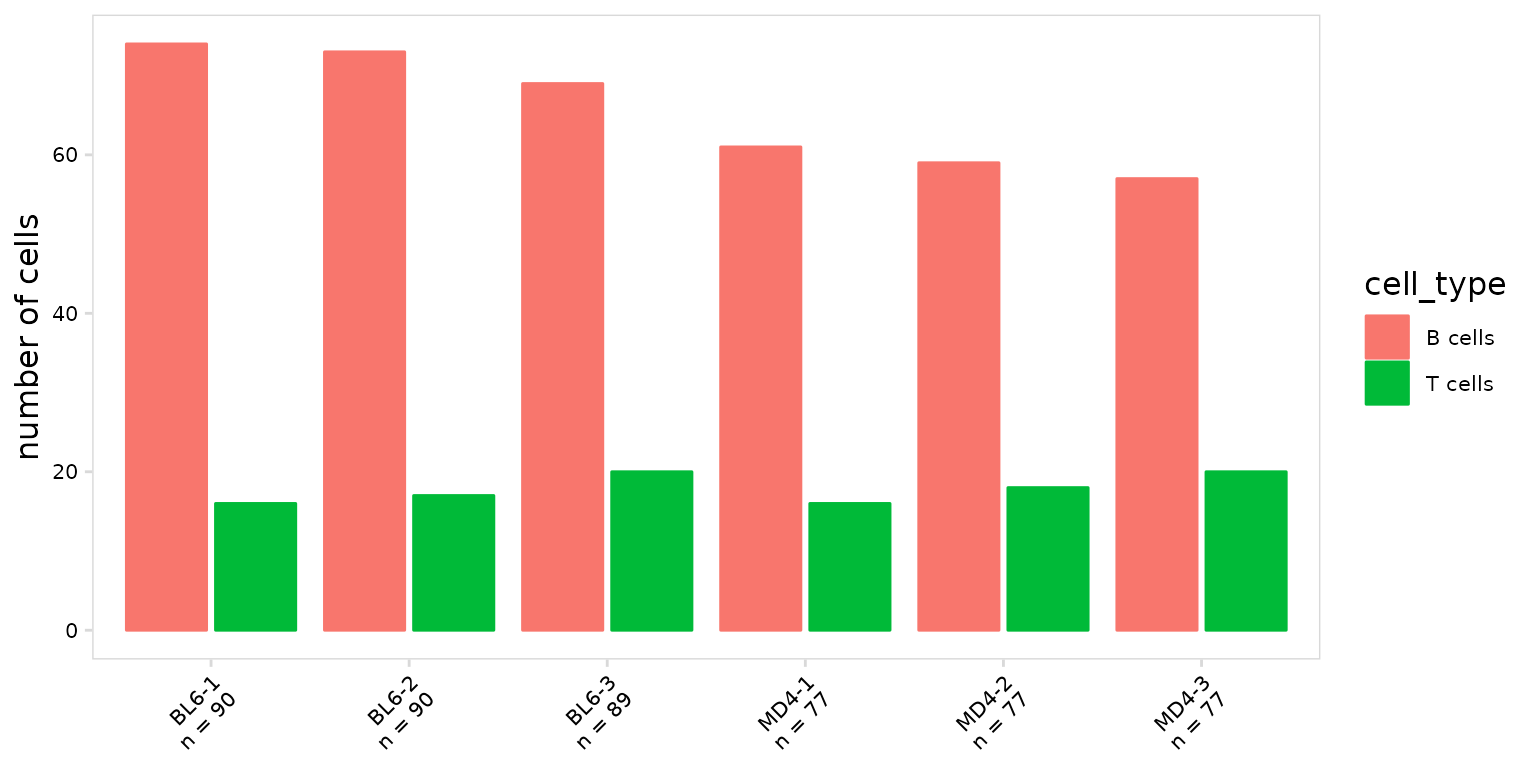 number of cells
60
40
20
0
BL6-1
n = 90
BL6-2
n = 90
BL6-3
n = 89
MD4-1
n = 77
MD4-2
n = 77
MD4-3
n = 77
cell_type
B cells
T cells